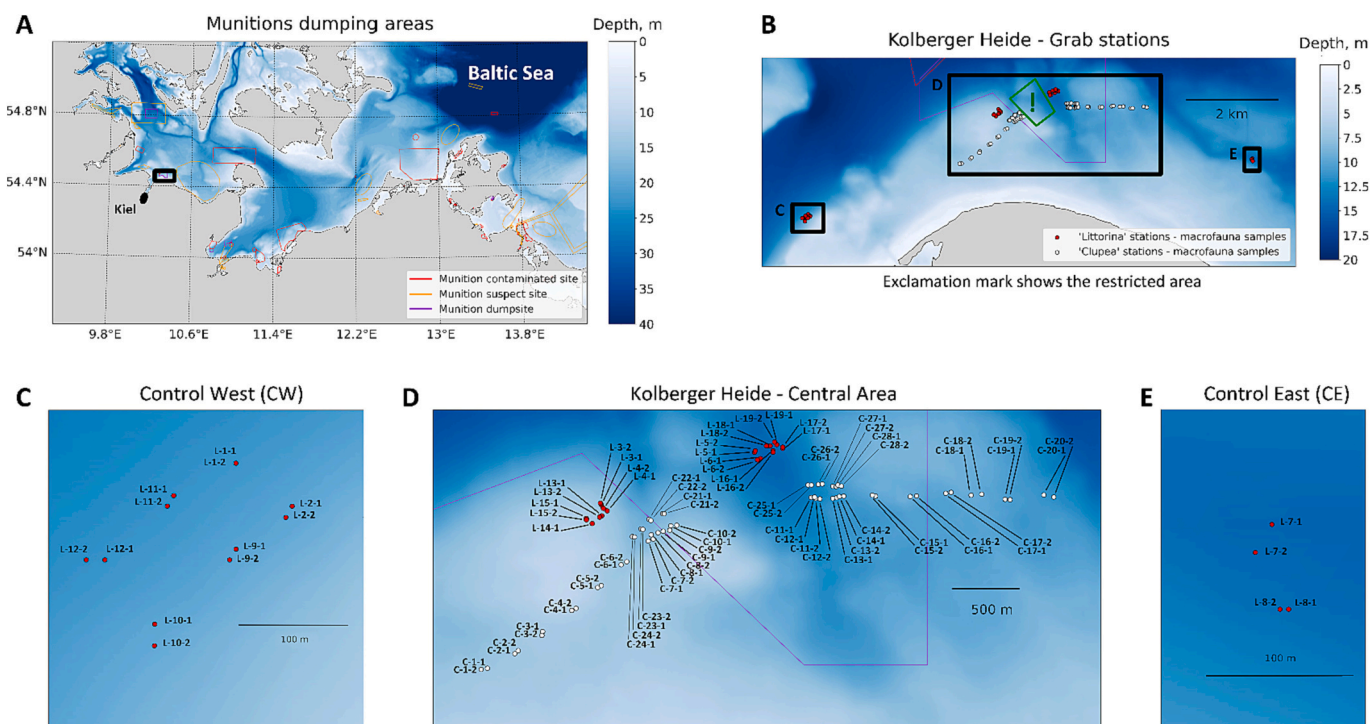 A
Munitions dumping areas
Depth, m
Baltic Sea
54.8°N
54.4°N
54°N
Kiel
Munition contaminated site
Munition suspect site
Munition dumpsite
9.8°E 10.6°E 11.4°E 12.2°E 13°E 13.8°E
0
5
10
15
20
25
30
35
40
B
Kolberger Heide - Grab stations
Depth, m
D
!
2 km
E
C
'Littorina' stations - macrofauna samples
'Clupea' stations - macrofauna samples
Exclamation mark shows the restricted area
0
2.5
5.0
7.5
10
12.5
15.0
17.5
20
C
Control West (CW)
L-1-1
L-1-2
L-11-1
L-11-2
L-2-1
L-2-2
L-9-1
L-9-2
L-12-2 L-12-1
L-10-1
L-10-2
100 m
D
Kolberger Heide - Central Area
L-19-1
L-19-2
L-18-1
L-18-2
L-5-2
L-5-1
L-6-1
L-6-2
L-16-1
L-16-2
L-17-2
L-17-1
L-3-2
L-3-1
L-4-2
L-4-1
L-13-1
L-13-2
L-15-1
L-15-2
L-14-1
C-22-1
C-22-2
C-21-1
C-21-2
C-27-1
C-27-2
C-28-1
C-28-2
C-26-2
C-26-1
C-25-1
C-25-2
C-11-1
C-12-1
C-11-2
C-12-2
C-14-2
C-14-1
C-13-2
C-13-1
C-15-1
C-15-2
C-16-2
C-16-1
C-17-2
C-17-1
C-18-2
C-18-1
C-19-2
C-19-1
C-20-2
C-20-1
C-10-2
C-10-1
C-9-2
C-9-1
C-8-2
C-8-1
C-7-2
C-7-1
C-6-2
C-6-1
C-5-2
C-5-1
C-4-2
C-4-1
C-3-1
C-3-2
C-2-2
C-2-1
C-1-1
C-1-2
C-23-2
C-23-1
C-24-2
C-24-1
500 m
E
Control East (CE)
L-7-1
L-7-2
L-8-2 L-8-1
100 m